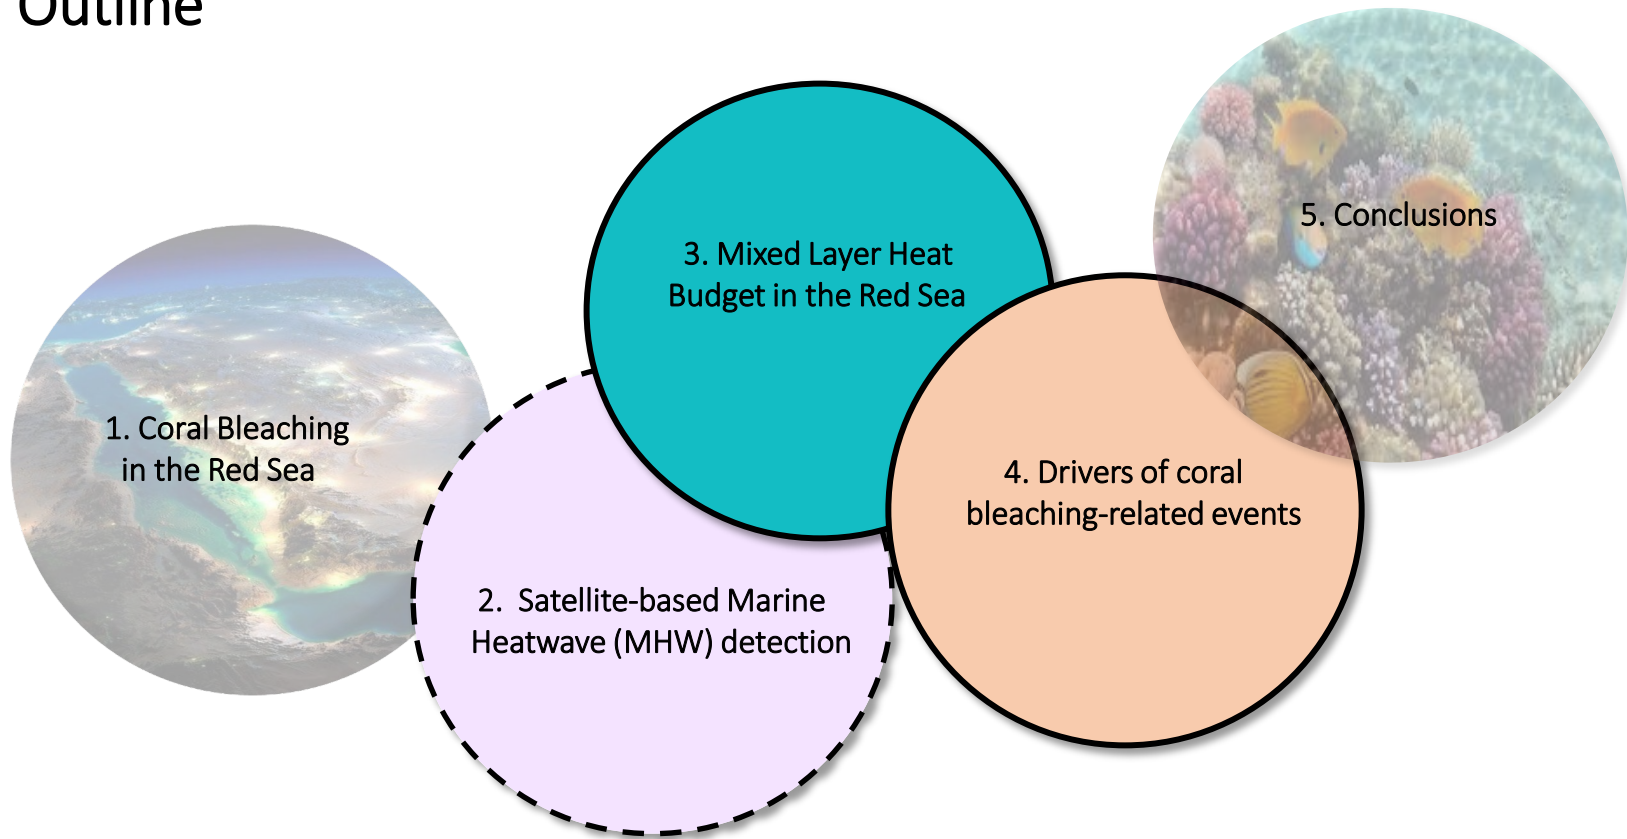 Outline
1. Coral Bleaching
in the Red Sea
2. Satellite-based Marine
Heatwave (MHW) detection
3. Mixed Layer Heat
Budget in the Red Sea
4. Drivers of coral
bleaching-related events
5. Conclusions